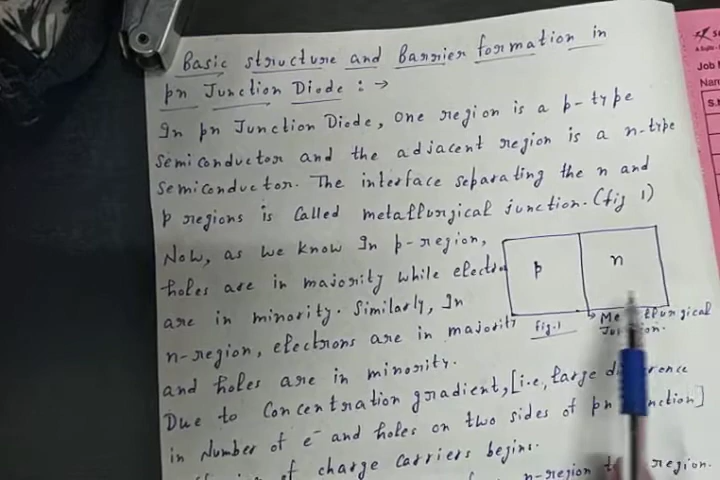 Basic structure and Barrier formation in
pn Junction Diode : →
In pn Junction Diode, one region is a p-type
semiconductor and the adjacent region is a n-type
semiconductor. The interface separating the n and
p regions is called metallurgical junction. (fig 1)
Now, as we know In p-region,
holes are in majority while
are in minority. Similarly, In
n-region, electrons are in majority
and holes are in minority.
p
n
fig.1
Due to concentration gradient, [i.e, large
in number of e⁻ and holes on two sides of pn
of charge carriers begins.
n-region region.
Job